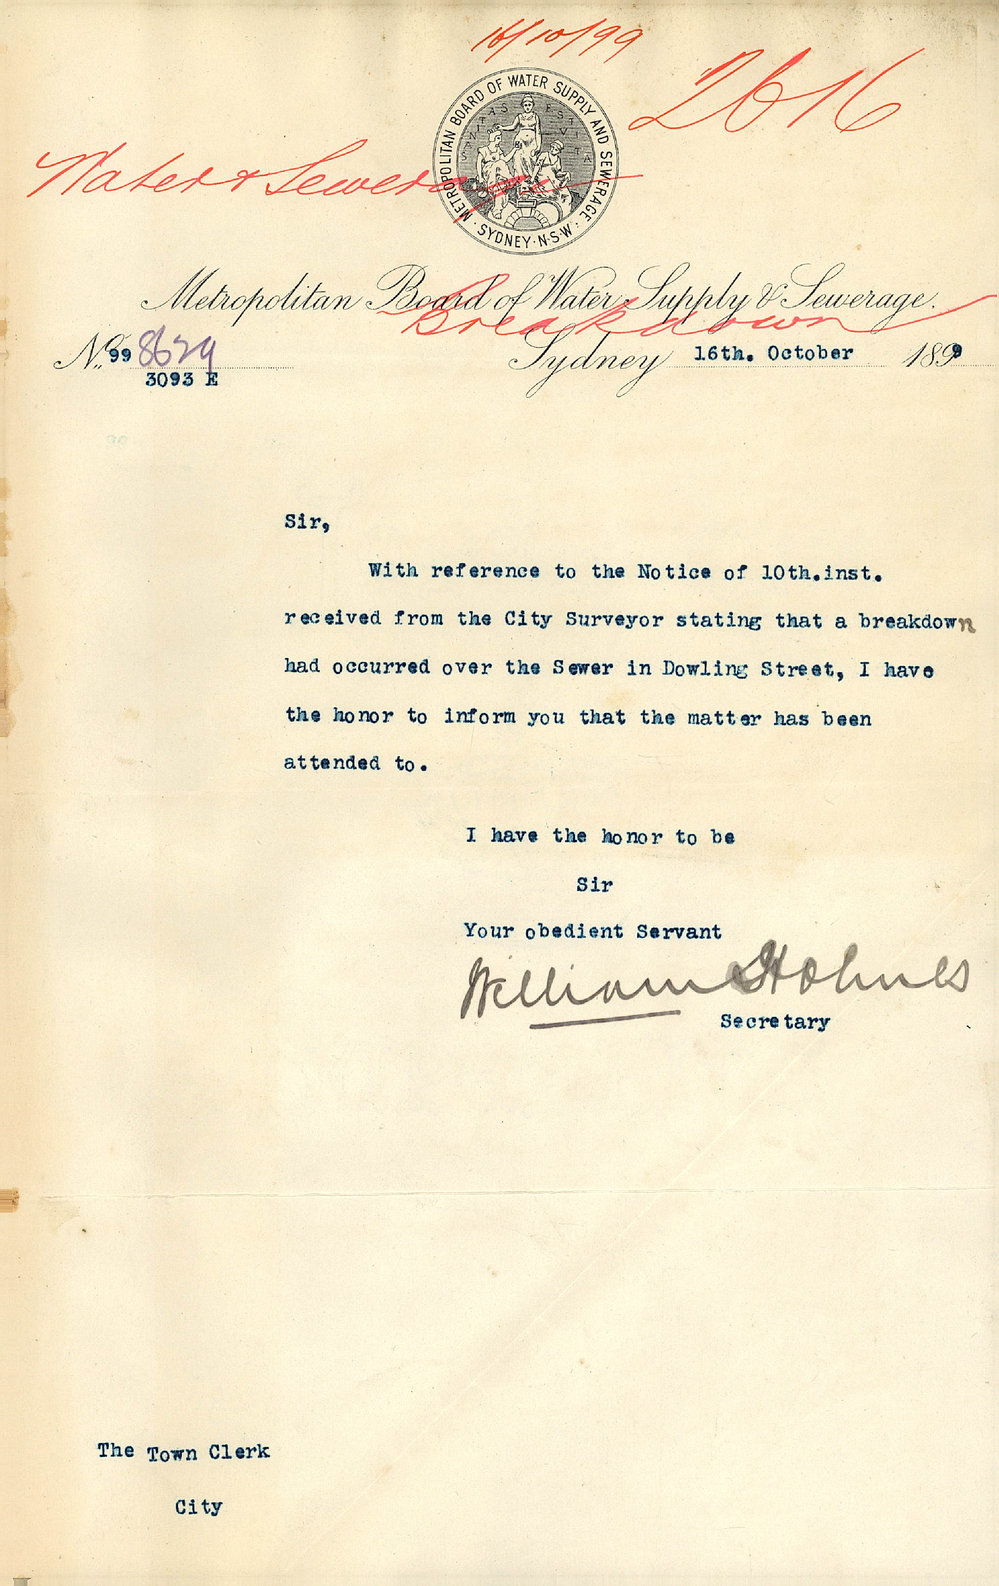 16/10/99
2616
Water & Sewerage
METROPOLITAN BOARD OF WATER SUPPLY AND SEWERAGE
SYDNEY·N·S·W·
Metropolitan Board of Water Supply & Sewerage.
Breakdown
No. 99 8629
3093 E
Sydney 16th. October 1899
Sir,
With reference to the Notice of 10th.inst.
received from the City Surveyor stating that a breakdown
had occurred over the Sewer in Dowling Street, I have
the honor to inform you that the matter has been
attended to.
I have the honor to be
Sir
Your obedient Servant
William Holmes
Secretary
The Town Clerk
City